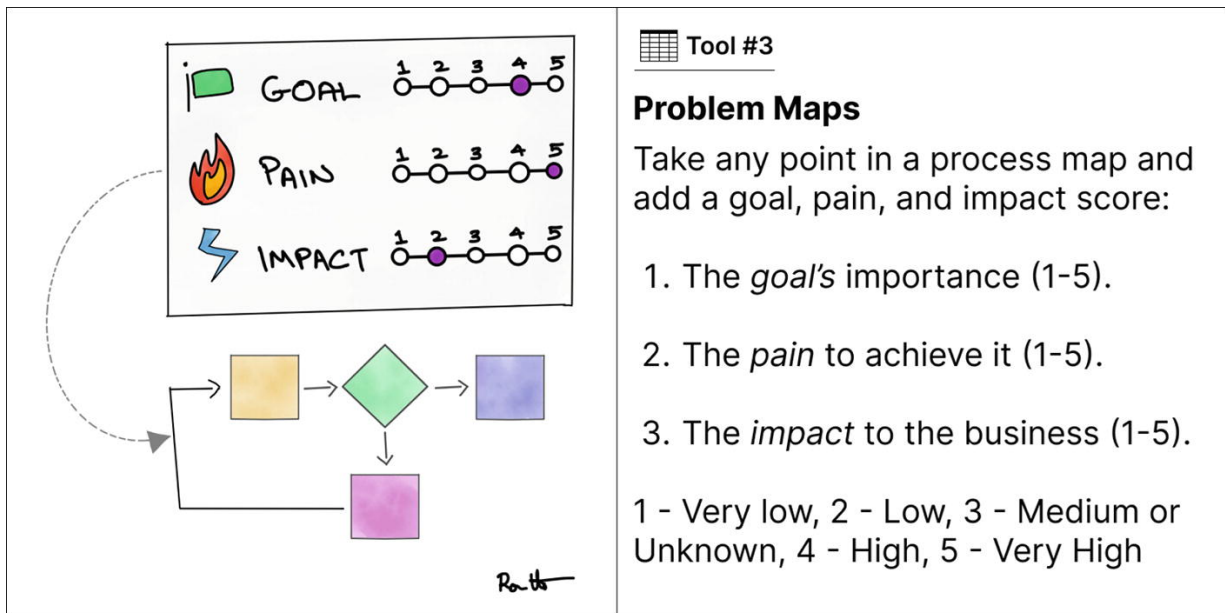 1 2 3 4 5
GOAL
1 2 3 4 5
PAIN
1 2 3 4 5
IMPACT
Tool #3
Problem Maps
Take any point in a process map and
add a goal, pain, and impact score:
1. The goal's importance (1-5).
2. The pain to achieve it (1-5).
3. The impact to the business (1-5).
1 - Very low, 2 - Low, 3 - Medium or
Unknown, 4 - High, 5 - Very High